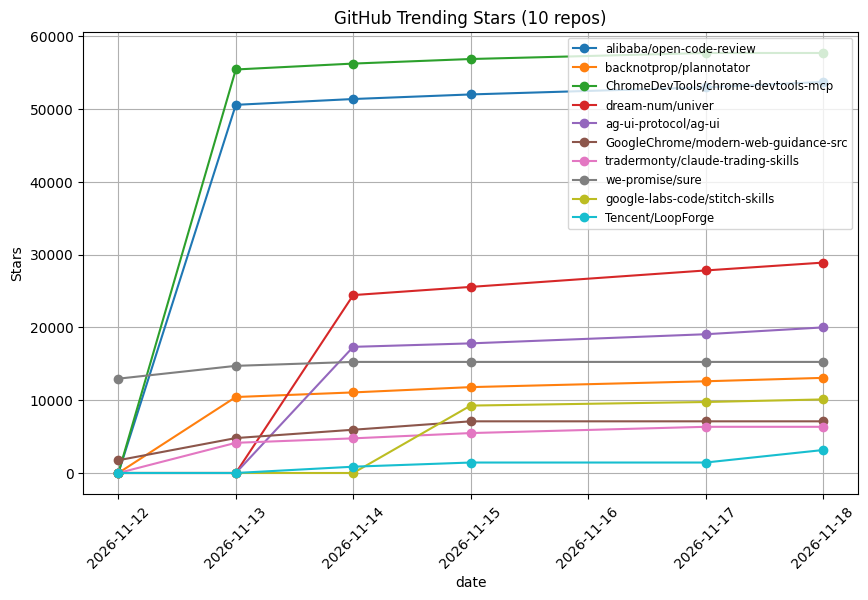 GitHub Trending Stars (10 repos)
60000
50000
40000
30000
20000
10000
0
Stars
alibaba/open-code-review
backnotprop/plannotator
ChromeDevTools/chrome-devtools-mcp
dream-num/univer
ag-ui-protocol/ag-ui
GoogleChrome/modern-web-guidance-src
tradermonty/claude-trading-skills
we-promise/sure
google-labs-code/stitch-skills
Tencent/LoopForge
2026-11-12
2026-11-13
2026-11-14
2026-11-15
2026-11-16
2026-11-17
2026-11-18
date